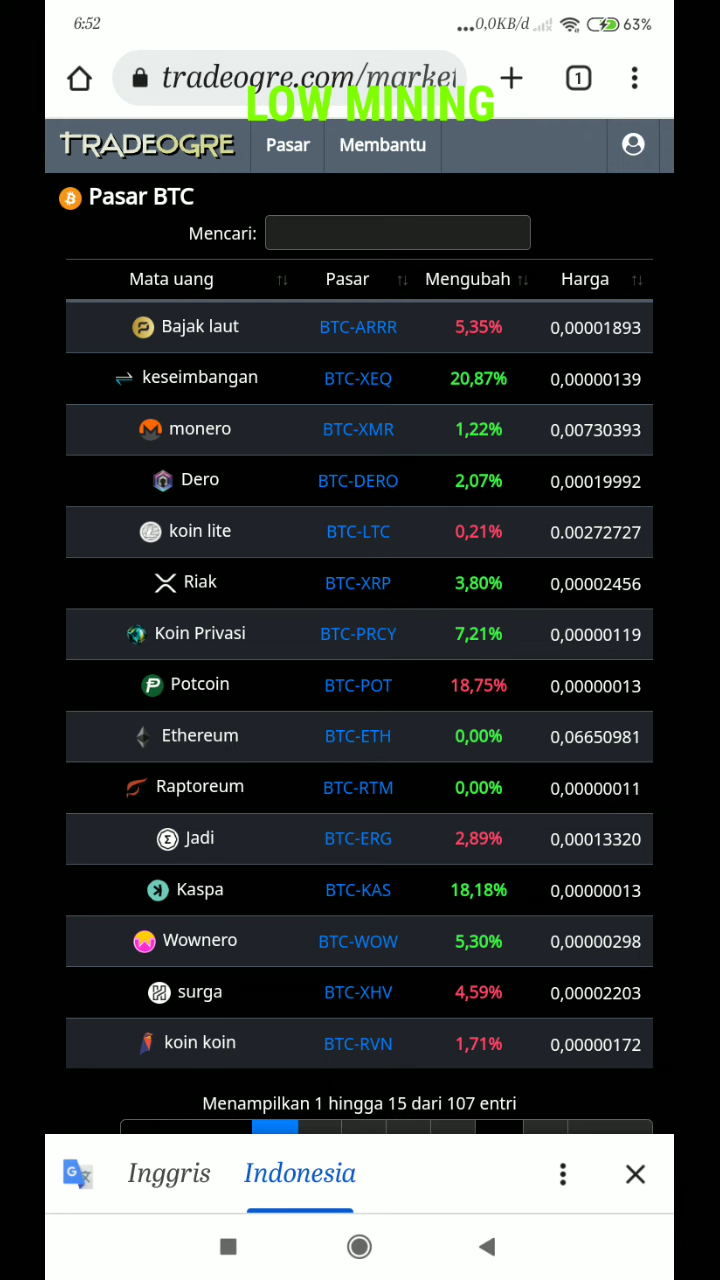 6:52 ...0,0KB/d 63%
tradeogre.com/market 1
LOW MINING
TRADEOGRE Pasar Membantu
Pasar BTC
Mencari:
Mata uang Pasar Mengubah Harga
Bajak laut BTC-ARRR 5,35% 0,00001893
keseimbangan BTC-XEQ 20,87% 0,00000139
monero BTC-XMR 1,22% 0,00730393
Dero BTC-DERO 2,07% 0,00019992
koin lite BTC-LTC 0,21% 0.00272727
Riak BTC-XRP 3,80% 0,00002456
Koin Privasi BTC-PRCY 7,21% 0,00000119
Potcoin BTC-POT 18,75% 0,00000013
Ethereum BTC-ETH 0,00% 0,06650981
Raptoreum BTC-RTM 0,00% 0,00000011
Jadi BTC-ERG 2,89% 0,00013320
Kaspa BTC-KAS 18,18% 0,00000013
Wownero BTC-WOW 5,30% 0,00000298
surga BTC-XHV 4,59% 0,00002203
koin koin BTC-RVN 1,71% 0,00000172
Menampilkan 1 hingga 15 dari 107 entri
Inggris Indonesia